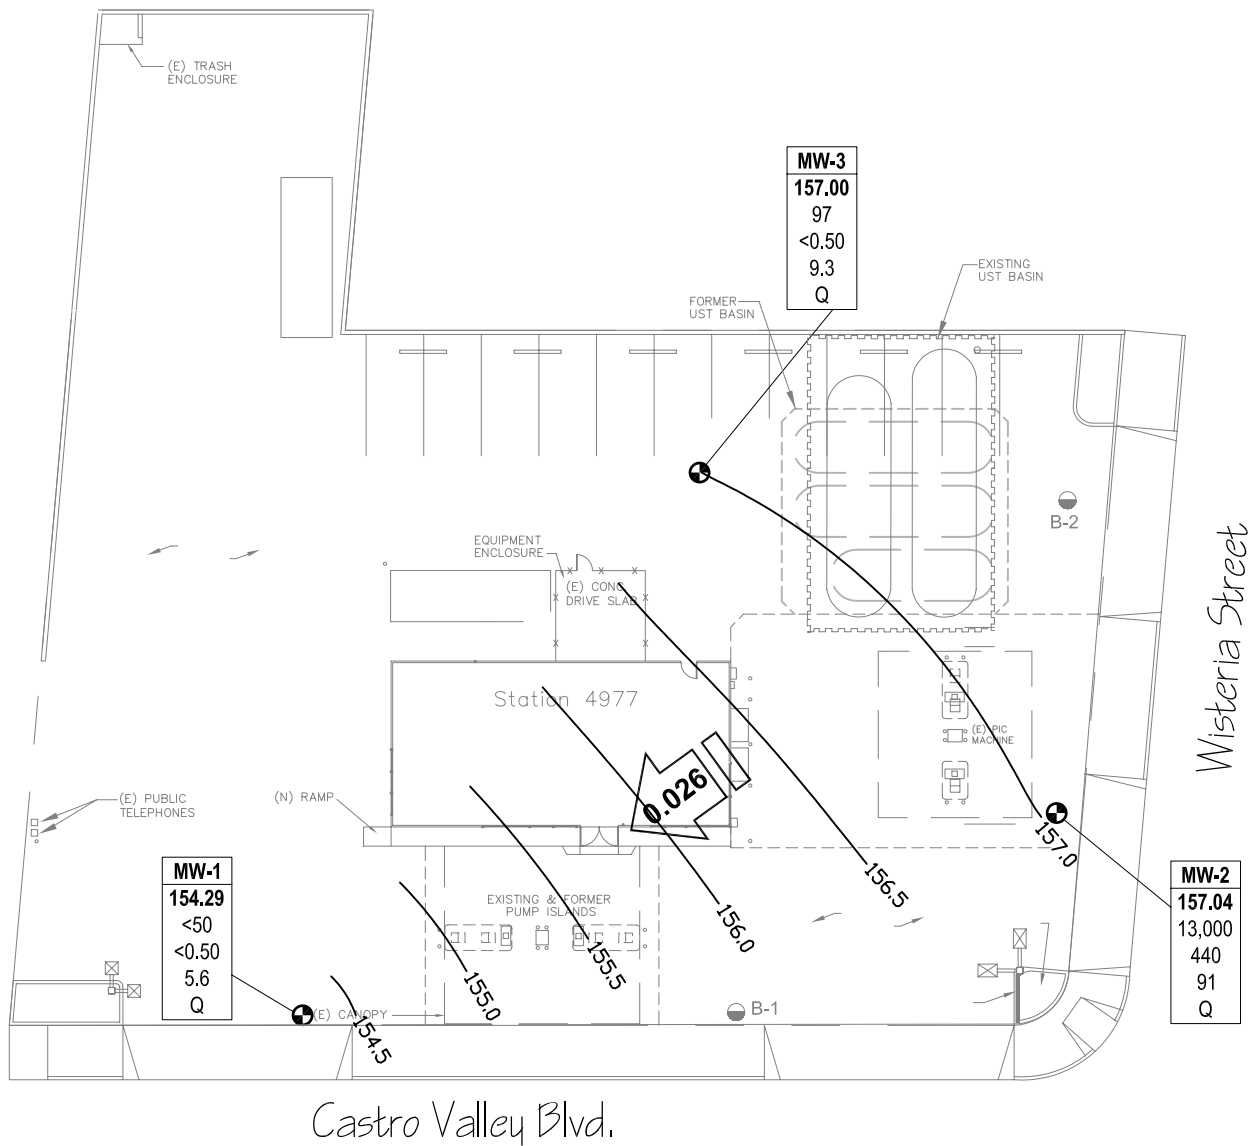 (E) TRASH
ENCLOSURE
MW-3
157.00
97
<0.50
9.3
Q
EXISTING
UST BASIN
FORMER
UST BASIN
B-2
EQUIPMENT
ENCLOSURE
(E) CONC
DRIVE SLAB
Wisteria Street
Station 4977
(E) PIC
MACHINE
0.026
(E) PUBLIC
TELEPHONES
(N) RAMP
157.0
MW-1
154.29
<50
<0.50
5.6
Q
156.5
MW-2
157.04
13,000
440
91
Q
EXISTING & FORMER
PUMP ISLANDS
156.0
155.5
155.0
(E) CANOPY
B-1
154.5
Castro Valley Blvd.